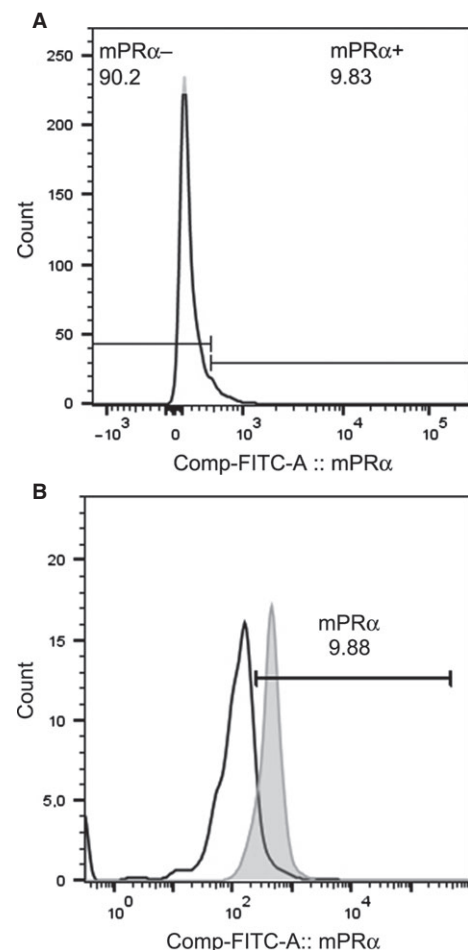 A
mPRα–
90.2
mPRα+
9.83
250
200
150
100
50
0
Count
–10³ 0 10³ 10⁴ 10⁵
Comp-FITC-A :: mPRα
B
mPRα
9.88
20
15
10
5.0
0
Count
10⁰ 10² 10⁴
Comp-FITC-A:: mPRα